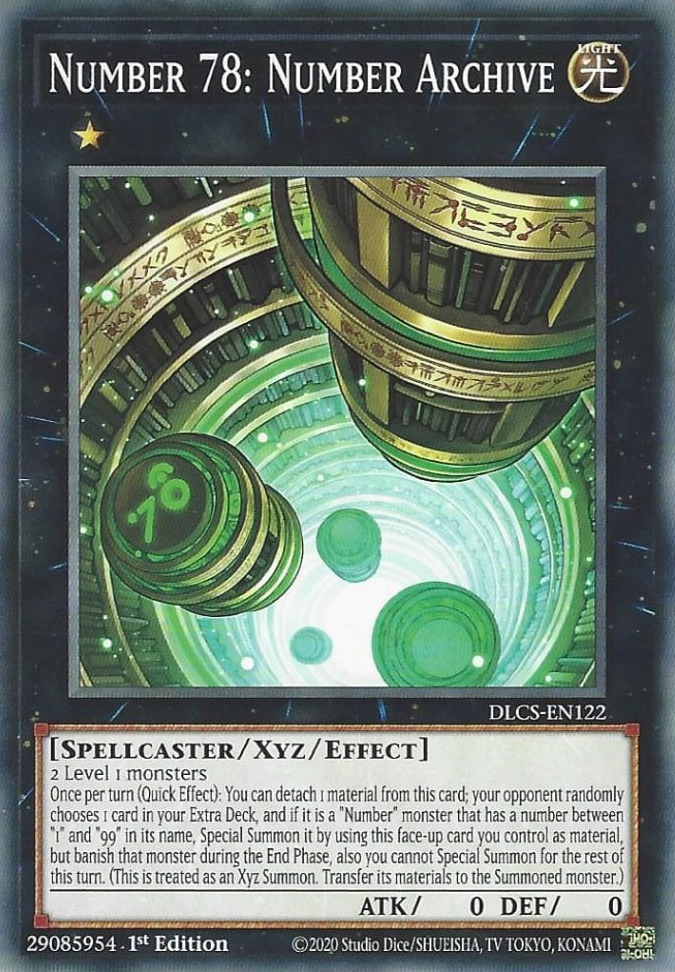 Number 78: Number Archive
LIGHT
光
78
DLCS-EN122
[Spellcaster/Xyz/Effect]
2 Level 1 monsters
Once per turn (Quick Effect): You can detach 1 material from this card; your opponent randomly
chooses 1 card in your Extra Deck, and if it is a "Number" monster that has a number between
"1" and "99" in its name, Special Summon it by using this face-up card you control as material,
but banish that monster during the End Phase, also you cannot Special Summon for the rest of
this turn. (This is treated as an Xyz Summon. Transfer its materials to the Summoned monster.)
ATK/ 0 DEF/ 0
29085954 1st Edition ©2020 Studio Dice/SHUEISHA, TV TOKYO, KONAMI